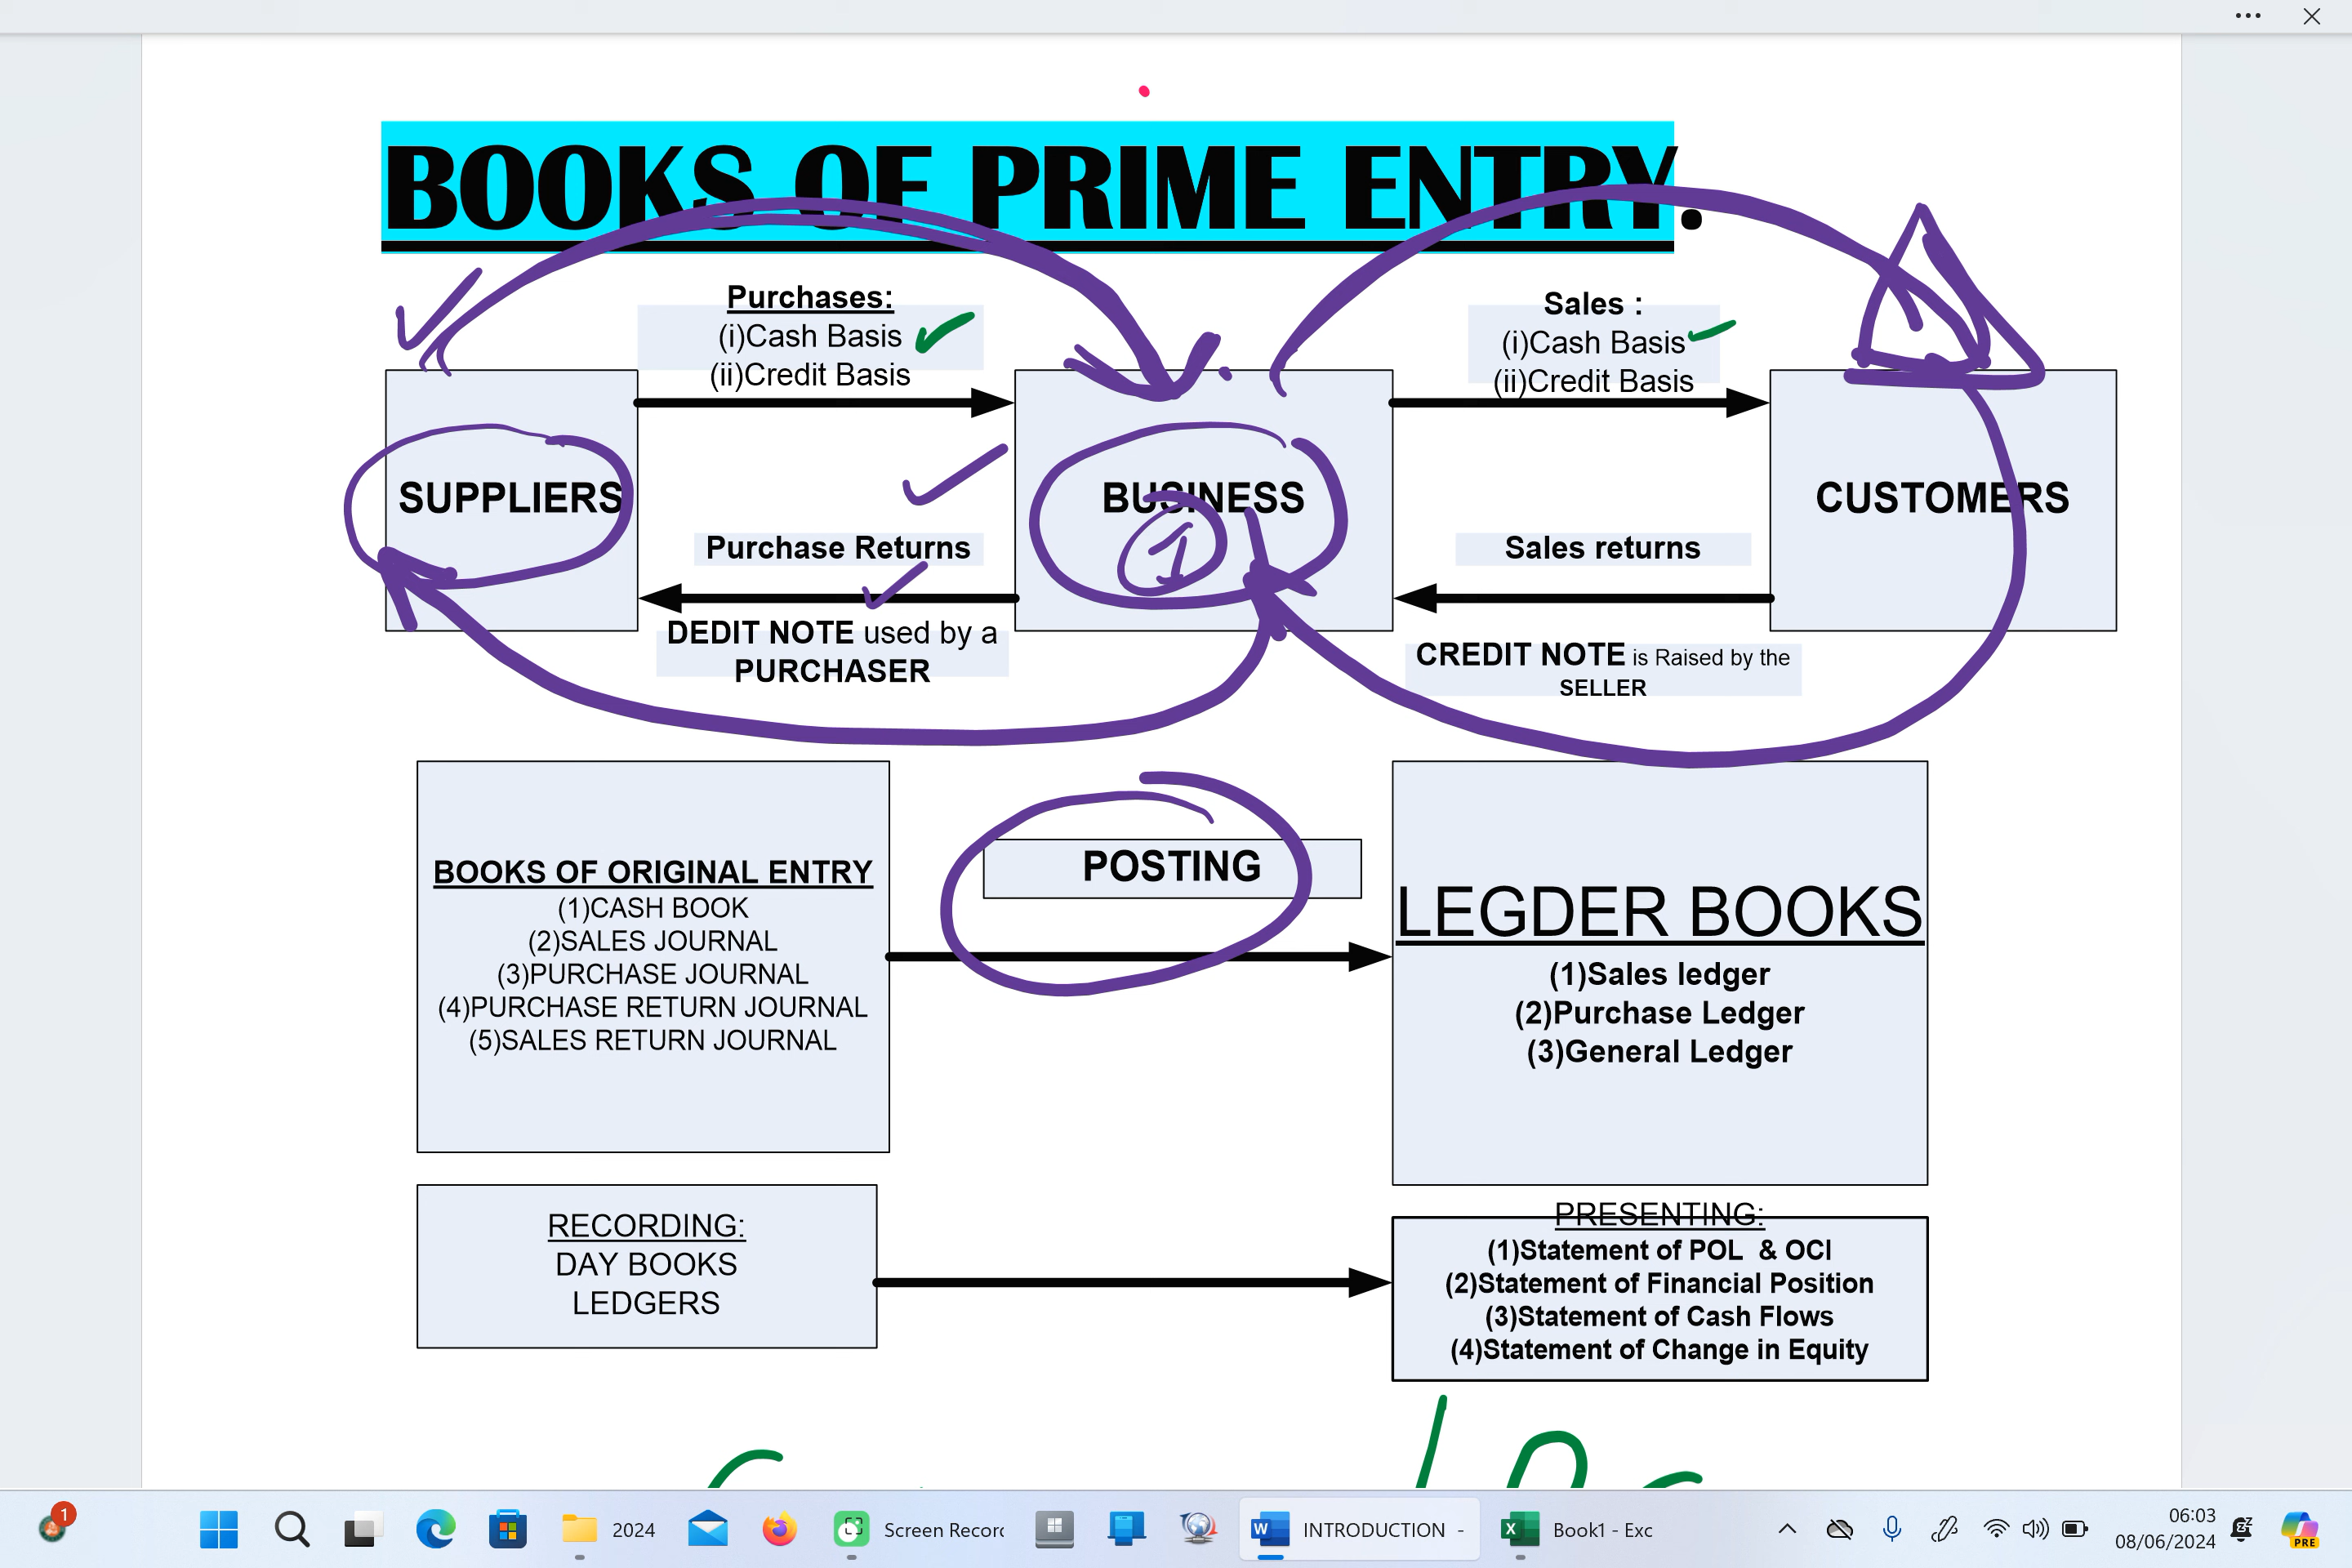 BOOKS OF PRIME ENTRY.
Purchases:
(i)Cash Basis
(ii)Credit Basis
Sales :
(i)Cash Basis
(ii)Credit Basis
SUPPLIERS
BUSINESS
1
CUSTOMERS
Purchase Returns
Sales returns
DEDIT NOTE used by a
PURCHASER
CREDIT NOTE is Raised by the
SELLER
BOOKS OF ORIGINAL ENTRY
(1)CASH BOOK
(2)SALES JOURNAL
(3)PURCHASE JOURNAL
(4)PURCHASE RETURN JOURNAL
(5)SALES RETURN JOURNAL
POSTING
LEGDER BOOKS
(1)Sales ledger
(2)Purchase Ledger
(3)General Ledger
RECORDING:
DAY BOOKS
LEDGERS
PRESENTING:
(1)Statement of POL & OCI
(2)Statement of Financial Position
(3)Statement of Cash Flows
(4)Statement of Change in Equity
1
2024
Screen Recor
INTRODUCTION -
Book1 - Exc
06:03
08/06/2024
PRE